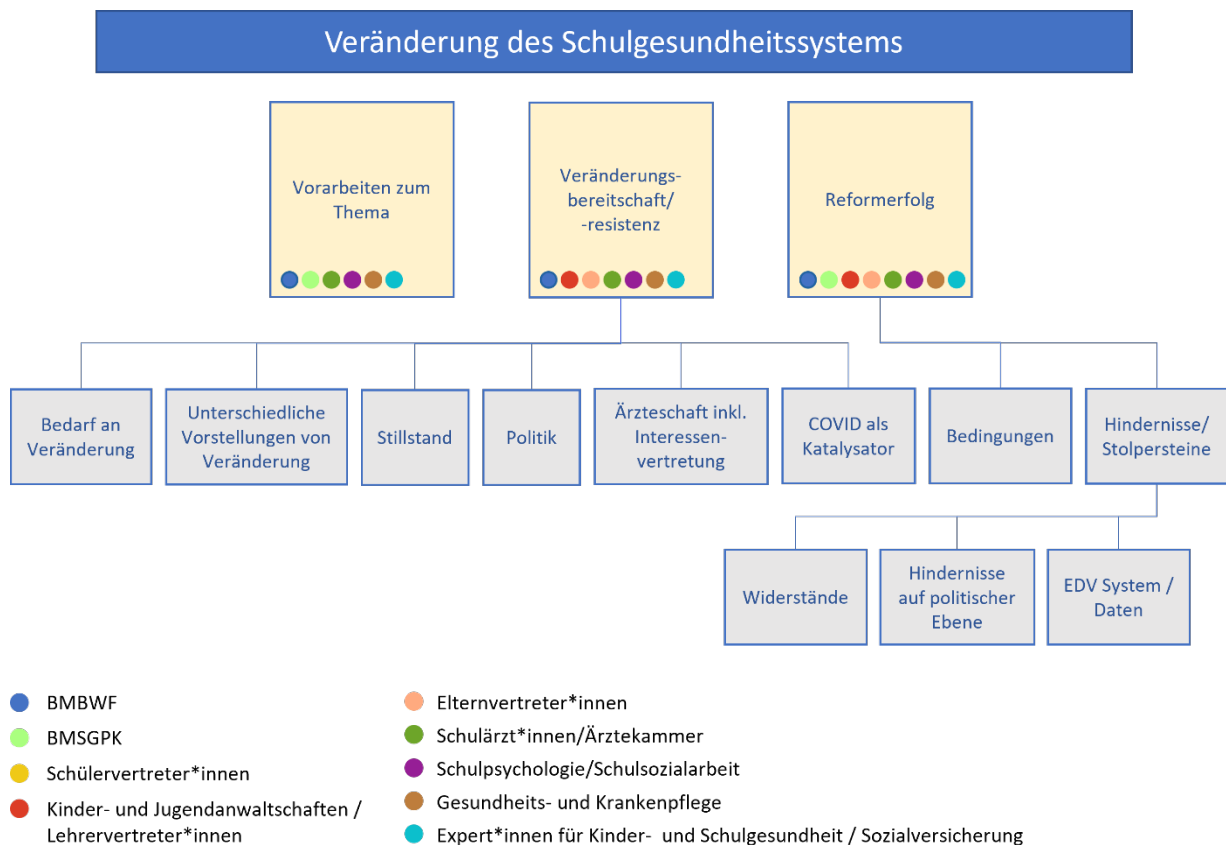 Veränderung des Schulgesundheitssystems
Vorarbeiten zum
Thema
Veränderungs-
bereitschaft/
-resistenz
Reformerfolg
Bedarf an
Veränderung
Unterschiedliche
Vorstellungen von
Veränderung
Stillstand
Politik
Ärzteschaft inkl.
Interessen-
vertretung
COVID als
Katalysator
Bedingungen
Hindernisse/
Stolpersteine
Widerstände
Hindernisse
auf politischer
Ebene
EDV System /
Daten
BMBWF
BMSGPK
Schülervertreter*innen
Kinder- und Jugendanwaltschaften /
Lehrervertreter*innen
Elternvertreter*innen
Schulärzt*innen/Ärztekammer
Schulpsychologie/Schulsozialarbeit
Gesundheits- und Krankenpflege
Expert*innen für Kinder- und Schulgesundheit / Sozialversicherung